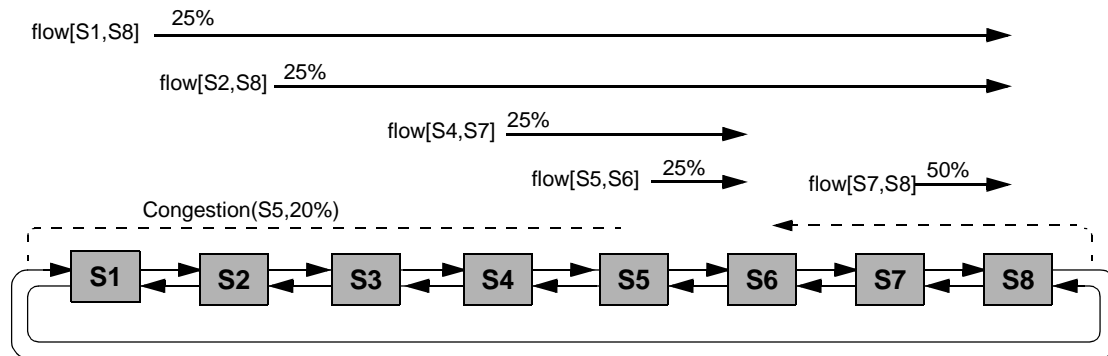 flow[S1,S8] 25%
flow[S2,S8] 25%
flow[S4,S7] 25%
flow[S5,S6] 25%
flow[S7,S8] 50%
Congestion(S5,20%)
S1 S2 S3 S4 S5 S6 S7 S8